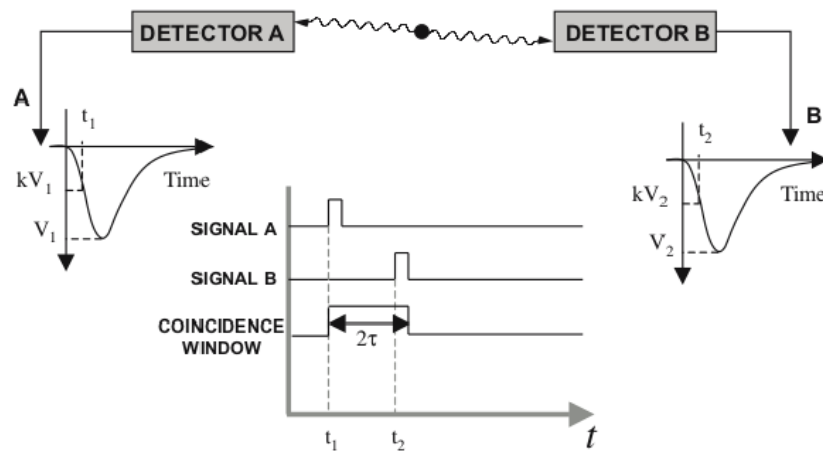 DETECTOR A
DETECTOR B
A
t₁
kV₁
Time
V₁
B
t₂
kV₂
Time
V₂
SIGNAL A
SIGNAL B
COINCIDENCE
WINDOW
2τ
t₁
t₂
t